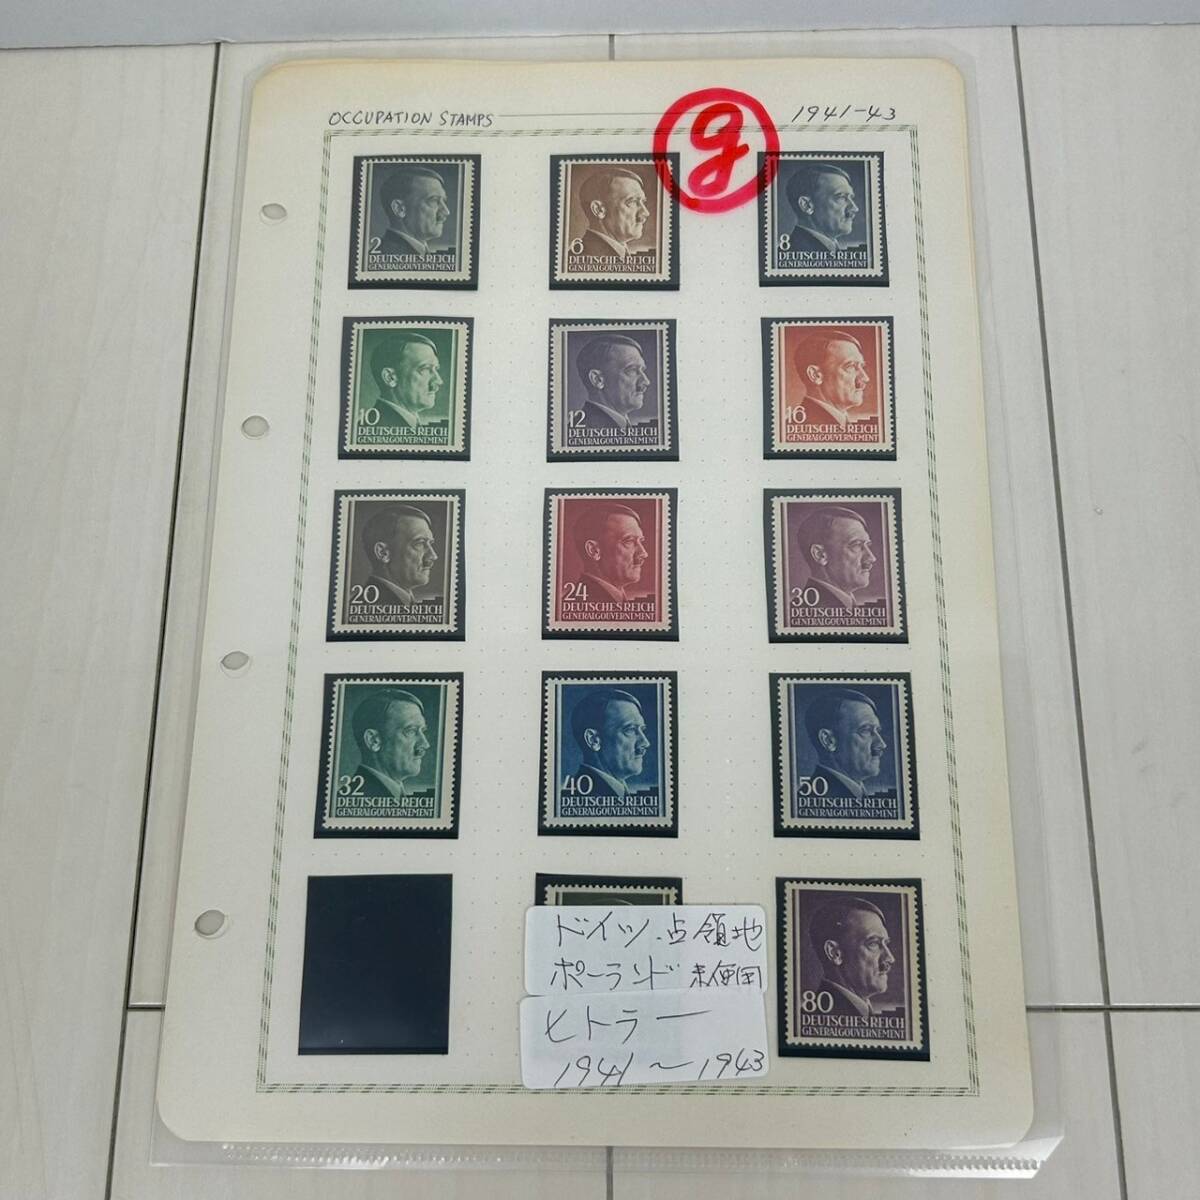 OCCUPATION STAMPS
1941-43
g
2
DEUTSCHES REICH
GENERALGOUVERNEMENT
6
DEUTSCHES REICH
GENERALGOUVERNEMENT
8
DEUTSCHES REICH
GENERALGOUVERNEMENT
10
DEUTSCHES REICH
GENERALGOUVERNEMENT
12
DEUTSCHES REICH
GENERALGOUVERNEMENT
16
DEUTSCHES REICH
GENERALGOUVERNEMENT
20
DEUTSCHES REICH
GENERALGOUVERNEMENT
24
DEUTSCHES REICH
GENERALGOUVERNEMENT
30
DEUTSCHES REICH
GENERALGOUVERNEMENT
32
DEUTSCHES REICH
GENERALGOUVERNEMENT
40
DEUTSCHES REICH
GENERALGOUVERNEMENT
50
DEUTSCHES REICH
GENERALGOUVERNEMENT
ドイツ、占領地
ポーランド 未使用
ヒトラー
1941～1943
80
DEUTSCHES REICH
GENERALGOUVERNEMENT